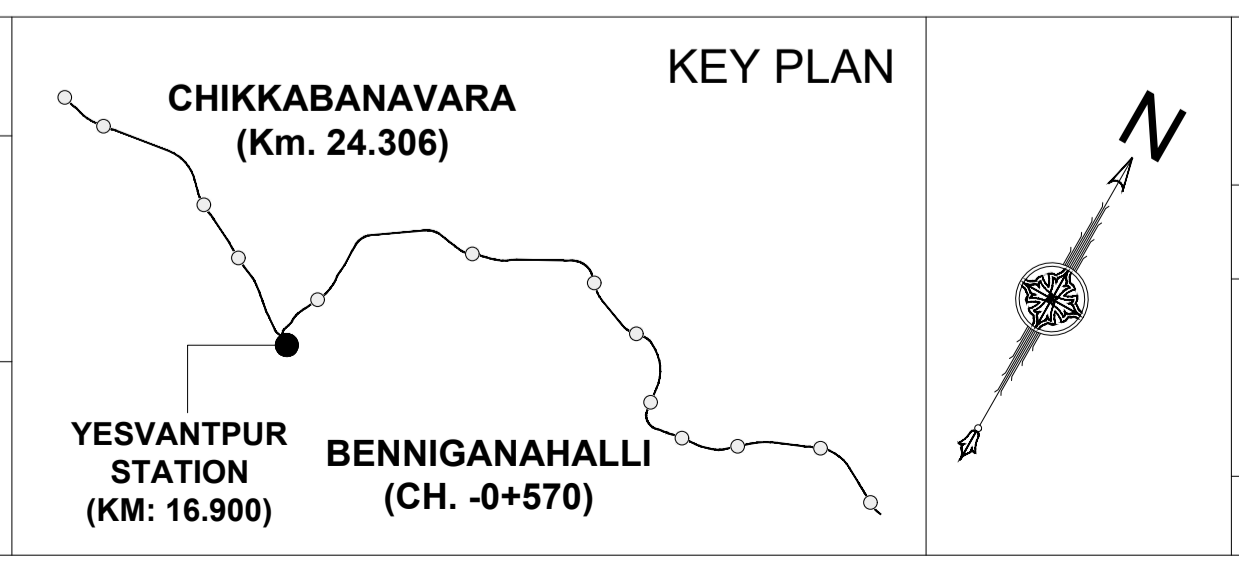 KEY PLAN
CHIKKABANAVARA
(Km. 24.306)
N
YESVANTPUR
STATION
(KM: 16.900)
BENNIGANAHALLI
(CH. -0+570)